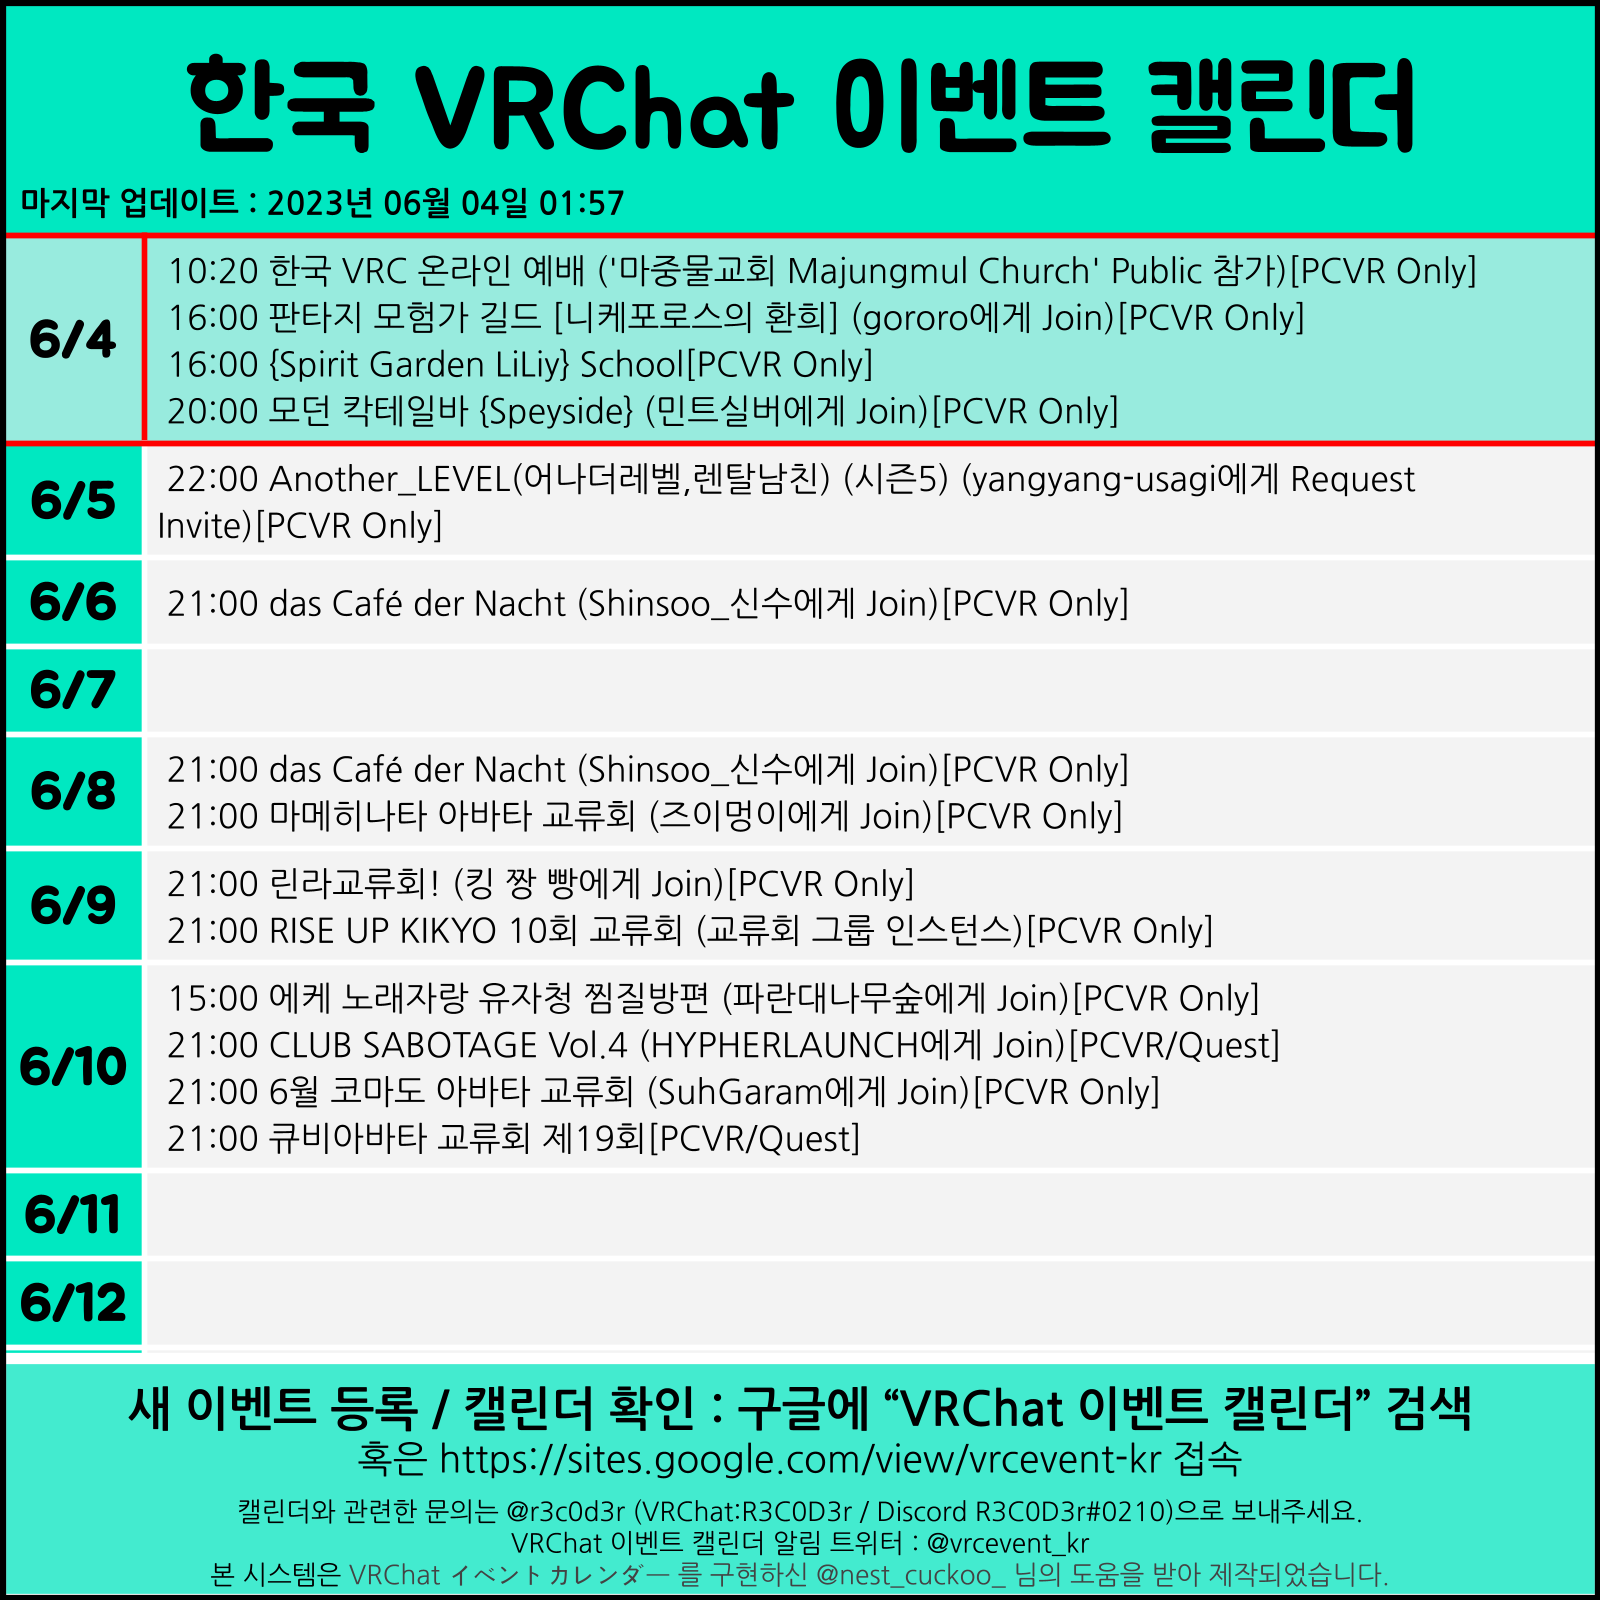 한국 VRChat 이벤트 캘린더
마지막 업데이트 : 2023년 06월 04일 01:57
6/4
10:20 한국 VRC 온라인 예배 ('마중물교회 Majungmul Church' Public 참가)[PCVR Only]
16:00 판타지 모험가 길드 [니케포로스의 환희] (gororo에게 Join)[PCVR Only]
16:00 {Spirit Garden LiLiy} School[PCVR Only]
20:00 모던 칵테일바 {Speyside} (민트실버에게 Join)[PCVR Only]
6/5
22:00 Another_LEVEL(어나더레벨,렌탈남친) (시즌5) (yangyang-usagi에게 Request
Invite)[PCVR Only]
6/6
21:00 das Café der Nacht (Shinsoo_신수에게 Join)[PCVR Only]
6/7
6/8
21:00 das Café der Nacht (Shinsoo_신수에게 Join)[PCVR Only]
21:00 마메히나타 아바타 교류회 (즈이멍이에게 Join)[PCVR Only]
6/9
21:00 린라교류회! (킹 짱 빵에게 Join)[PCVR Only]
21:00 RISE UP KIKYO 10회 교류회 (교류회 그룹 인스턴스)[PCVR Only]
6/10
15:00 에케 노래자랑 유자청 찜질방편 (파란대나무숲에게 Join)[PCVR Only]
21:00 CLUB SABOTAGE Vol.4 (HYPHERLAUNCH에게 Join)[PCVR/Quest]
21:00 6월 코마도 아바타 교류회 (SuhGaram에게 Join)[PCVR Only]
21:00 큐비아바타 교류회 제19회[PCVR/Quest]
6/11
6/12
새 이벤트 등록 / 캘린더 확인 : 구글에 “VRChat 이벤트 캘린더” 검색
혹은 https://sites.google.com/view/vrcevent-kr 접속
캘린더와 관련한 문의는 @r3c0d3r (VRChat:R3C0D3r / Discord R3C0D3r#0210)으로 보내주세요.
VRChat 이벤트 캘린더 알림 트위터 : @vrcevent_kr
본 시스템은 VRChat イベントカレンダー 를 구현하신 @nest_cuckoo_ 님의 도움을 받아 제작되었습니다.